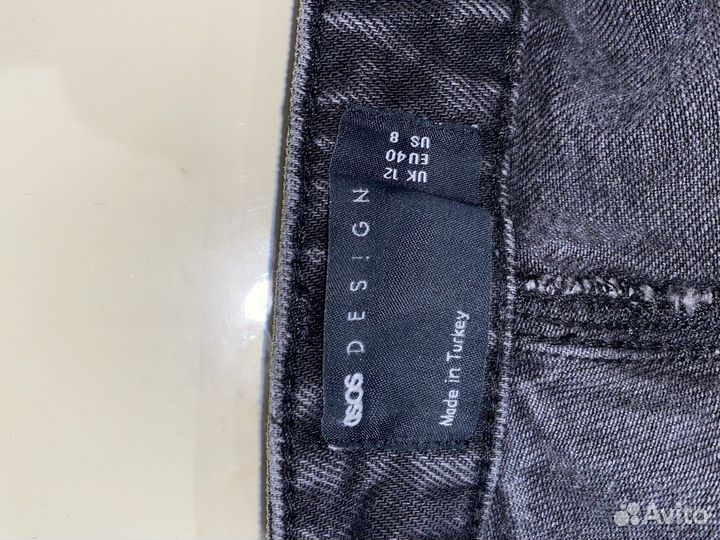 asos DESIGN
Made in Turkey
UK 12
EU 40
US 8
Avito